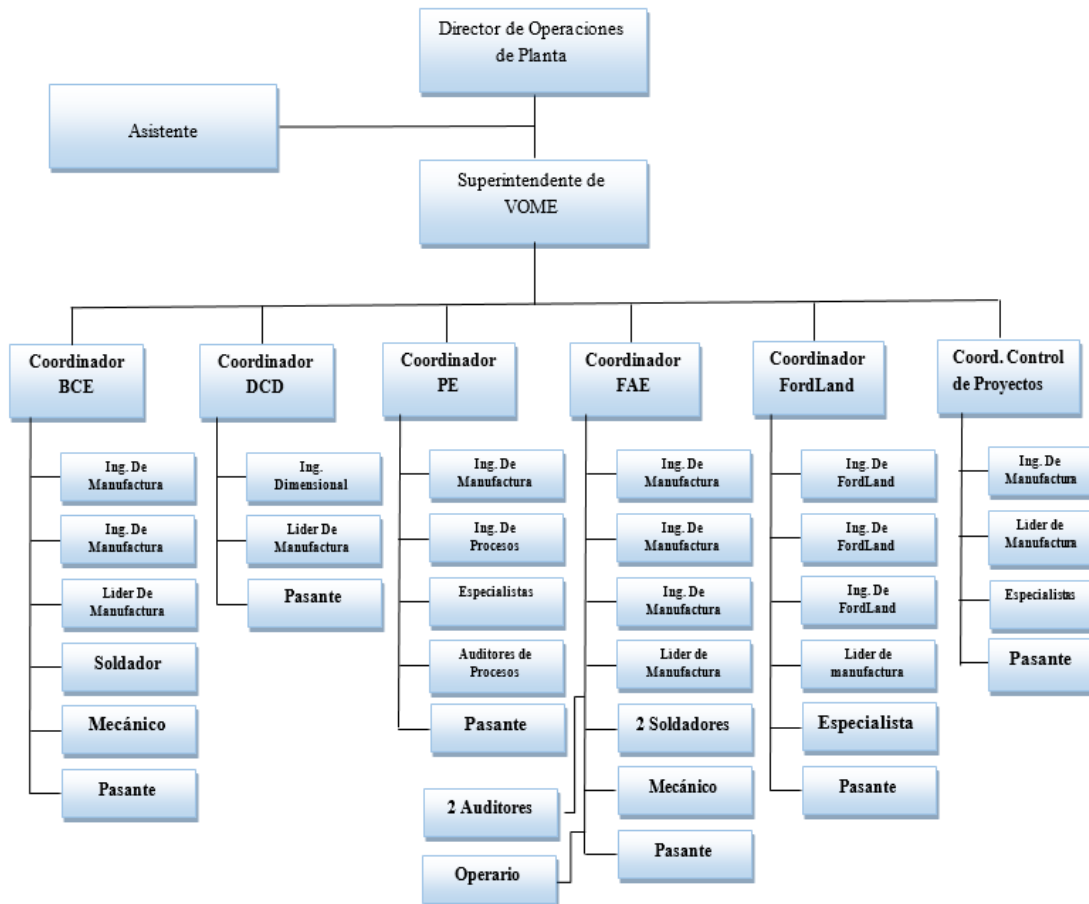 Director de Operaciones
de Planta
Asistente
Superintendente de
VOME
Coordinador
BCE
Ing. De
Manufactura
Ing. De
Manufactura
Lider De
Manufactura
Soldador
Mecánico
Pasante
Coordinador
DCD
Ing.
Dimensional
Lider De
Manufactura
Pasante
Coordinador
PE
Ing. De
Manufactura
Ing. De
Procesos
Especialistas
Auditores de
Procesos
Pasante
Coordinador
FAE
Ing. De
Manufactura
Ing. De
Manufactura
Ing. De
Manufactura
Lider de
Manufactura
2 Soldadores
Mecánico
Pasante
2 Auditores
Operario
Coordinador
FordLand
Ing. De
FordLand
Ing. De
FordLand
Ing. De
FordLand
Lider de
manufactura
Especialista
Pasante
Coord. Control
de Proyectos
Ing. De
Manufactura
Lider de
Manufactura
Especialistas
Pasante